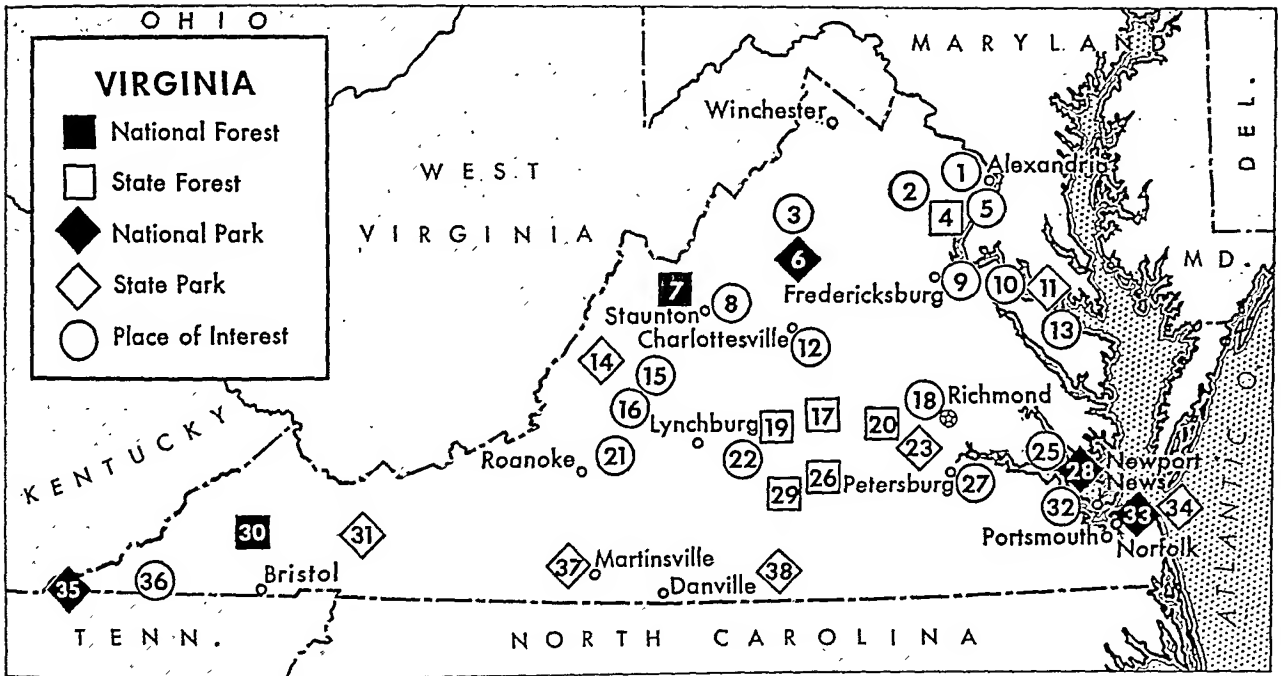 OHIO
MARYLAND
DEL.
VIRGINIA
National Forest
State Forest
National Park
State Park
Place of Interest
Winchester
WEST
VIRGINIA
1
Alexandria
2
3
4
5
MD.
6
7
Fredericksburg
9
10
11
Staunton
8
13
Charlottesville
12
14
15
16
Lynchburg
19
17
20
18
Richmond
KENTUCKY
Roanoke
21
22
23
25
28
Newport
News
29
26
Petersburg
27
32
33
34
Portsmouth
Norfolk
ATLANTIC O.
30
31
35
36
Bristol
37
Martinsville
38
Danville
TENN.
NORTH CAROLINA